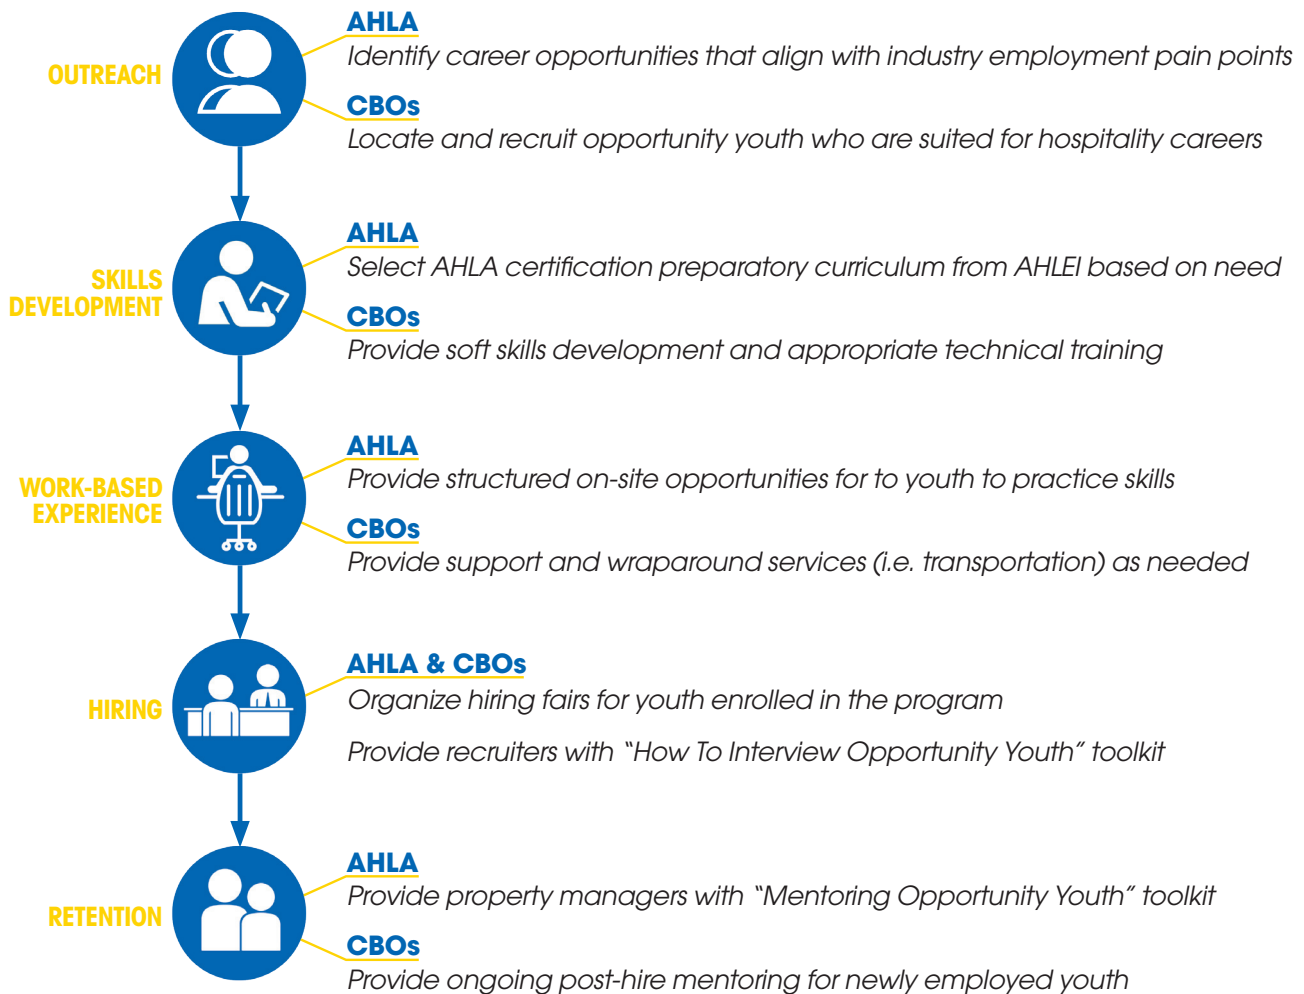 OUTREACH
AHLA
Identify career opportunities that align with industry employment pain points
CBOs
Locate and recruit opportunity youth who are suited for hospitality careers
SKILLS
DEVELOPMENT
AHLA
Select AHLA certification preparatory curriculum from AHLEI based on need
CBOs
Provide soft skills development and appropriate technical training
WORK-BASED
EXPERIENCE
AHLA
Provide structured on-site opportunities for to youth to practice skills
CBOs
Provide support and wraparound services (i.e. transportation) as needed
HIRING
AHLA & CBOs
Organize hiring fairs for youth enrolled in the program
Provide recruiters with “How To Interview Opportunity Youth” toolkit
RETENTION
AHLA
Provide property managers with “Mentoring Opportunity Youth” toolkit
CBOs
Provide ongoing post-hire mentoring for newly employed youth